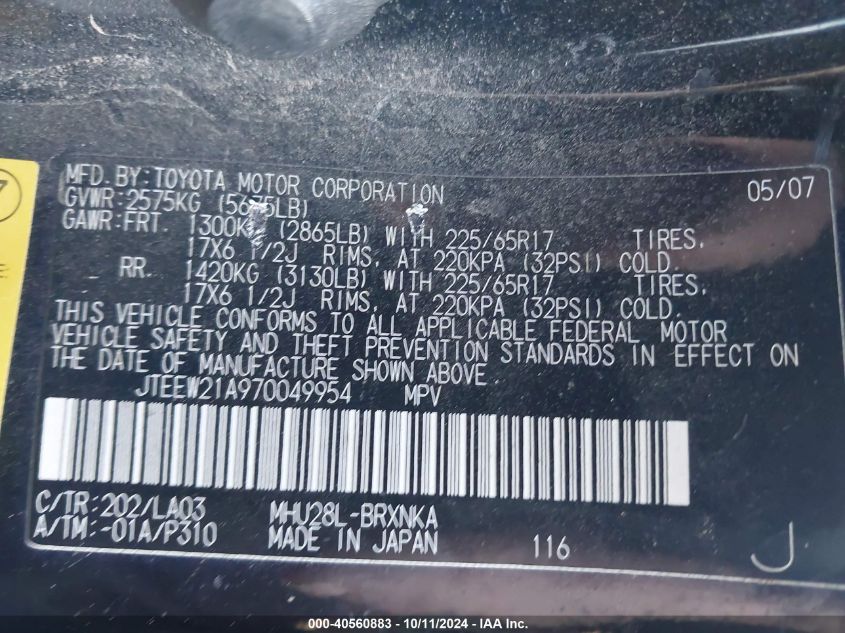 MFD. BY: TOYOTA MOTOR CORPORATION 05/07
GVWR: 2575KG (5675LB)
GAWR: FRT. 1300KG (2865LB) WITH 225/65R17 TIRES,
17X6 1/2J RIMS, AT 220KPA (32PSI) COLD.
RR. 1420KG (3130LB) WITH 225/65R17 TIRES,
17X6 1/2J RIMS, AT 220KPA (32PSI) COLD.
THIS VEHICLE CONFORMS TO ALL APPLICABLE FEDERAL MOTOR
VEHICLE SAFETY AND THEFT PREVENTION STANDARDS IN EFFECT ON
THE DATE OF MANUFACTURE SHOWN ABOVE.
JTEEW21A970049954 MPV
C/TR: 202/LA03 MHU28L-BRXNKA
A/TM: -01A/P310 MADE IN JAPAN 116 J
000-40560883 - 10/11/2024 - IAA Inc.